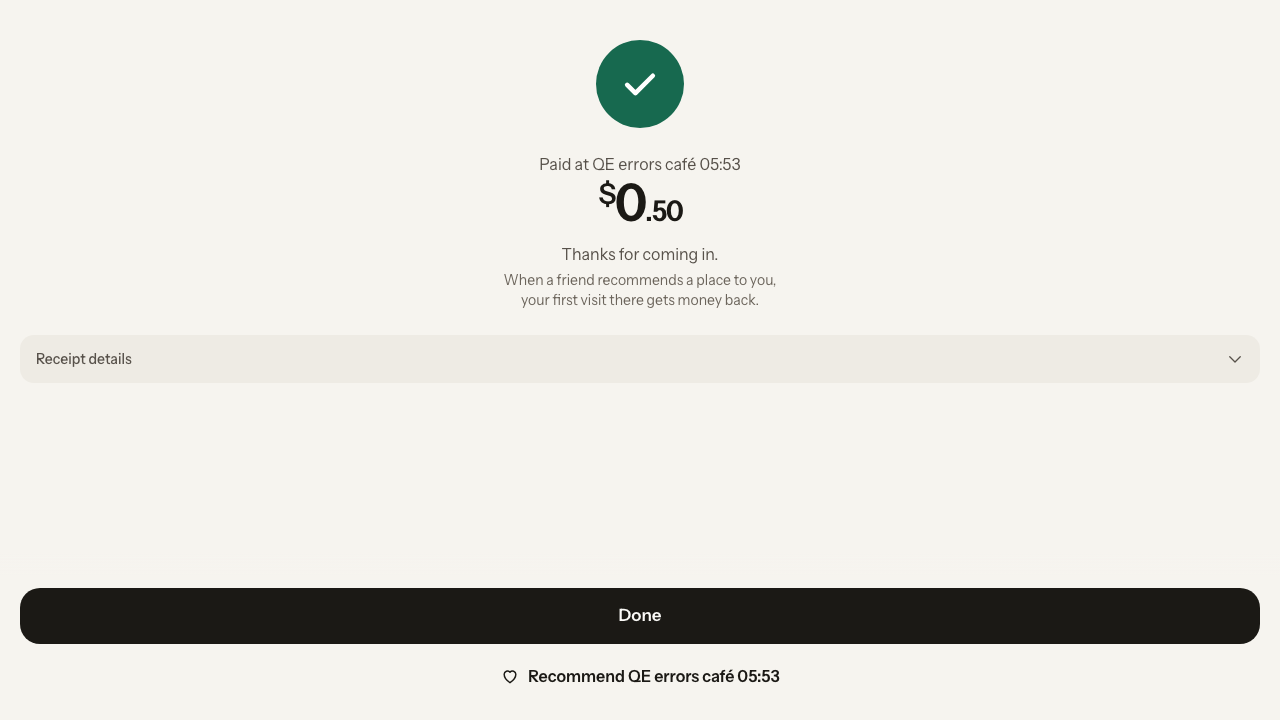 Paid at QE errors café 05:53
$0.50
Thanks for coming in.
When a friend recommends a place to you,
your first visit there gets money back.
Receipt details
Done
Recommend QE errors café 05:53